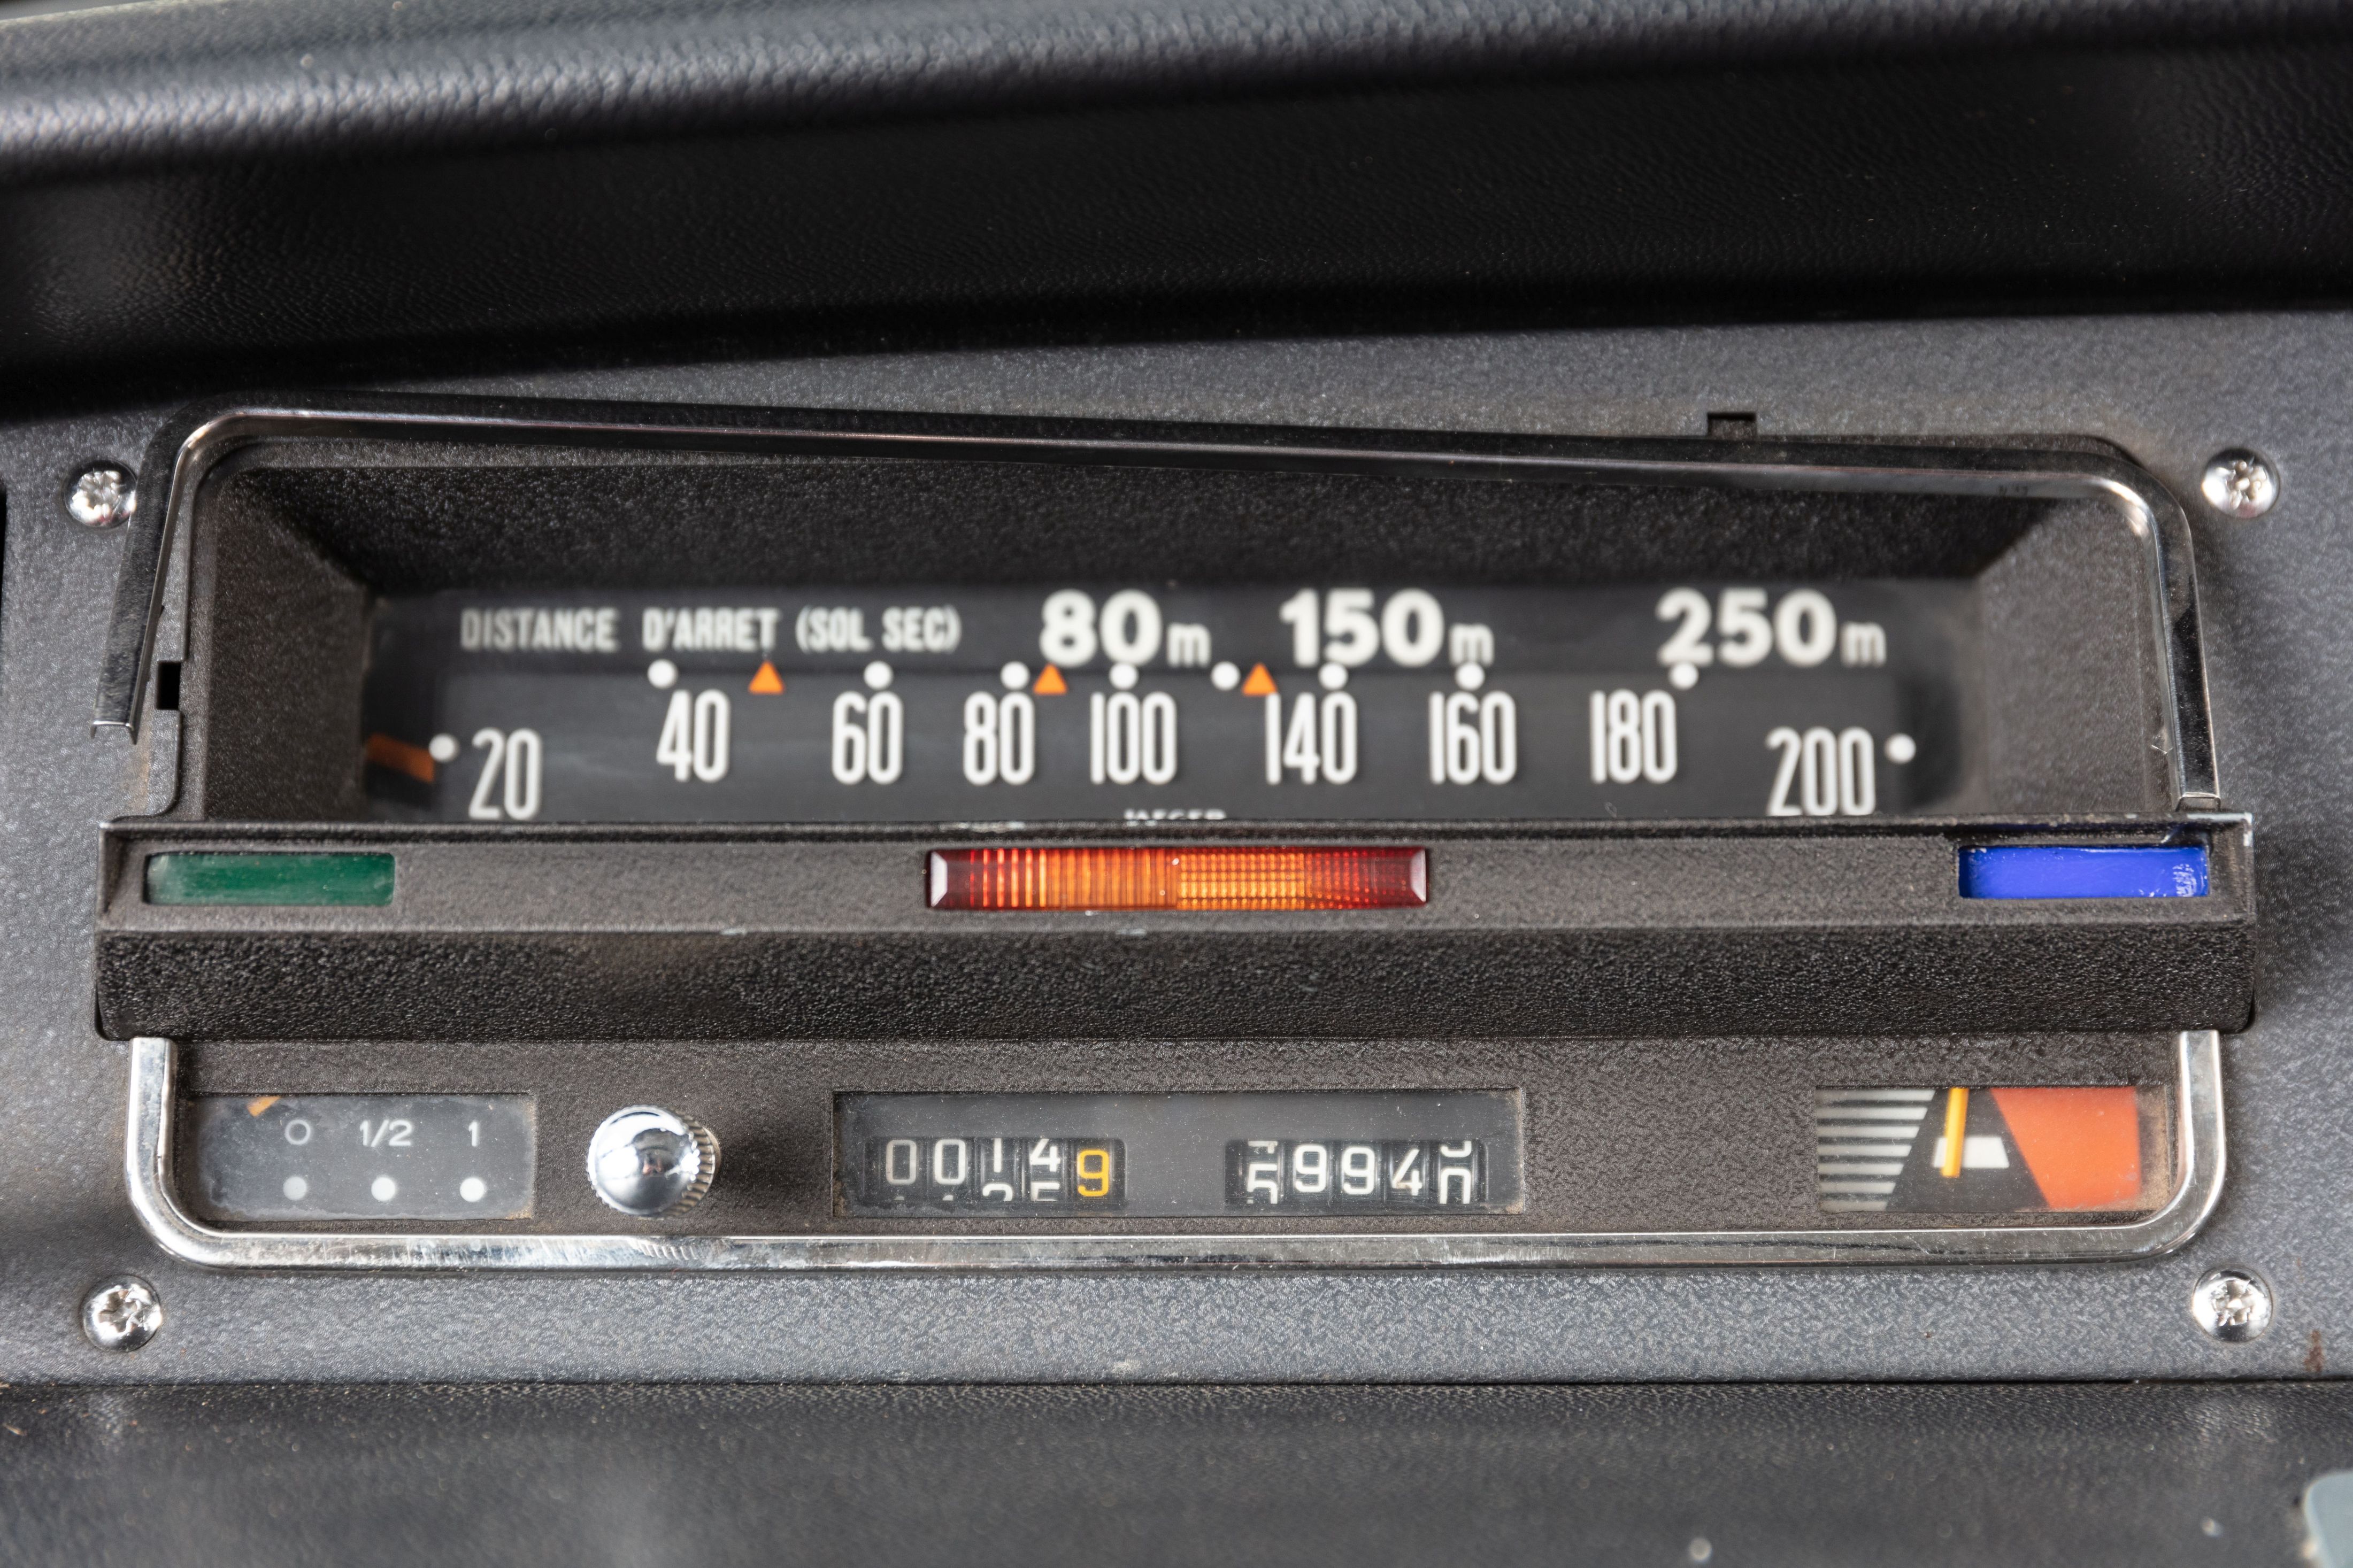 DISTANCE D'ARRET (SOL SEC) 80m 150m 250m
20 40 60 80 100 140 160 180 200
JAEGER
0 1/2 1
9 994